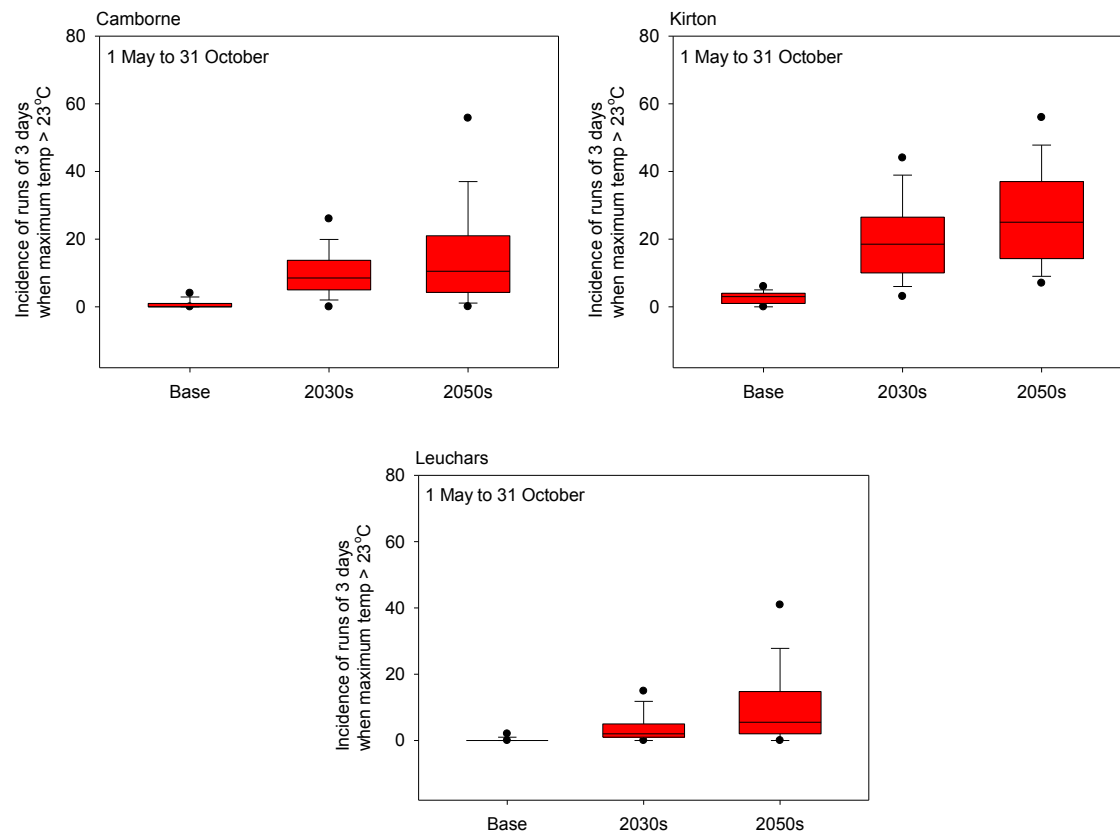 Camborne
80
1 May to 31 October
60
40
20
0
Incidence of runs of 3 days
when maximum temp > 23°C
Base 2030s 2050s
Kirton
80
1 May to 31 October
60
40
20
0
Incidence of runs of 3 days
when maximum temp > 23°C
Base 2030s 2050s
Leuchars
80
1 May to 31 October
60
40
20
0
Incidence of runs of 3 days
when maximum temp > 23°C
Base 2030s 2050s